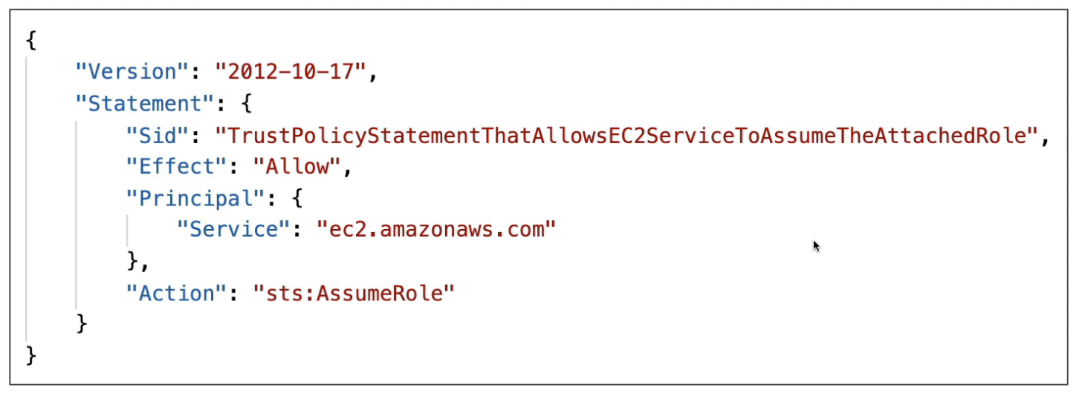 {
    "Version": "2012-10-17",
    "Statement": {
        "Sid": "TrustPolicyStatementThatAllowsEC2ServiceToAssumeTheAttachedRole",
        "Effect": "Allow",
        "Principal": {
            "Service": "ec2.amazonaws.com"
        },
        "Action": "sts:AssumeRole"
    }
}